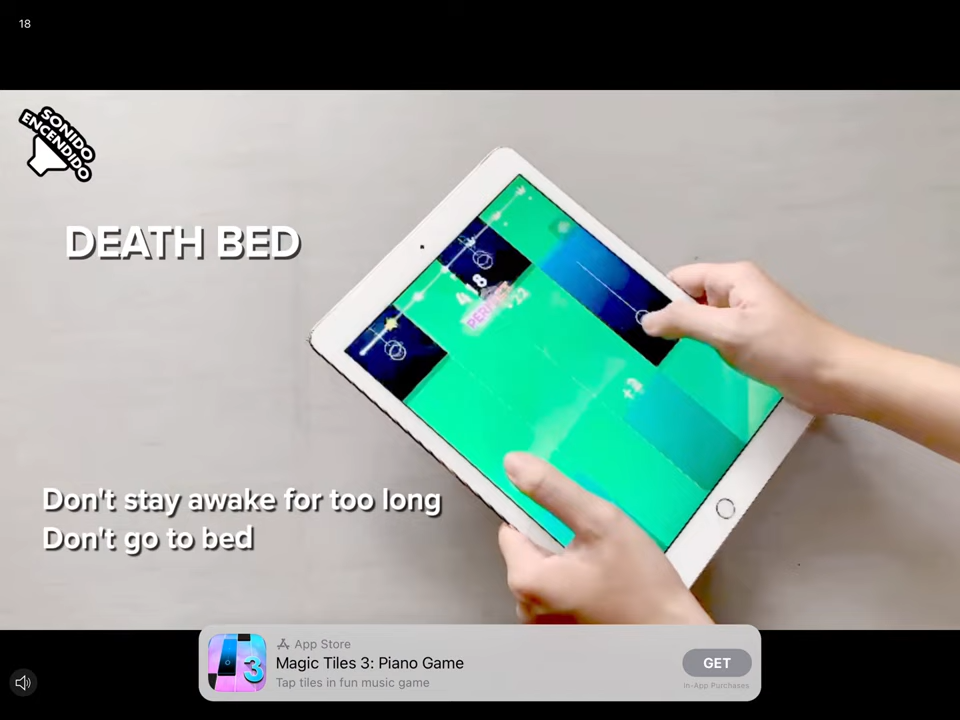 18
SONIDO
ENCENDIDO
DEATH BED
PERFECT
Don't stay awake for too long
Don't go to bed
App Store
Magic Tiles 3: Piano Game
Tap tiles in fun music game
GET
In-App Purchases
3